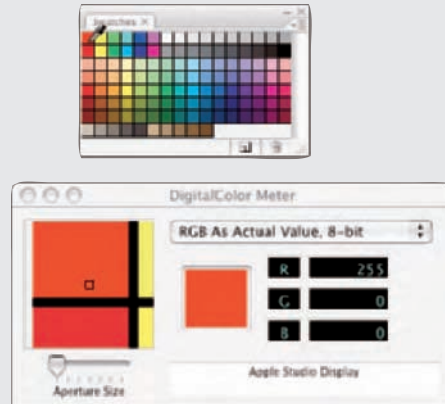 Swatches ×
DigitalColor Meter
RGB As Actual Value, 8-bit
R 255
G 0
B 0
Aperture Size
Apple Studio Display